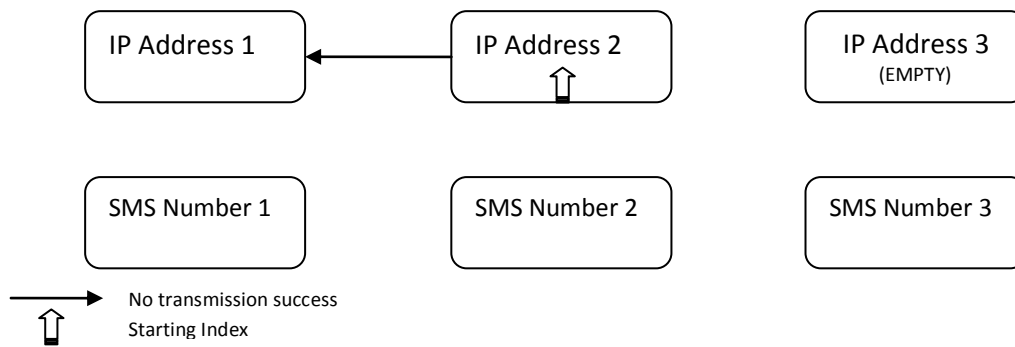 IP Address 1
IP Address 2
IP Address 3
(EMPTY)
SMS Number 1
SMS Number 2
SMS Number 3
No transmission success
Starting Index